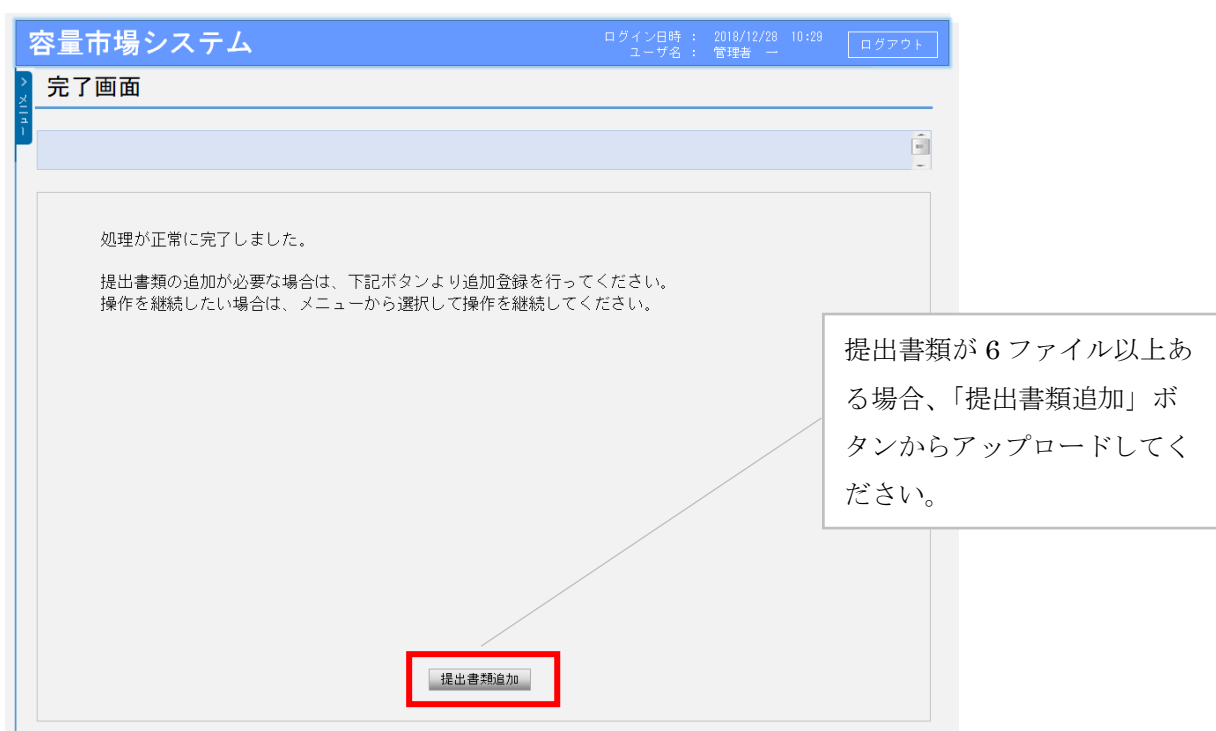 容量市場システム
ログイン日時 : 2018/12/28 10:29
ユーザ名 : 管理者 一
ログアウト
> メニュー
完了画面
処理が正常に完了しました。
提出書類の追加が必要な場合は、下記ボタンより追加登録を行ってください。
操作を継続したい場合は、メニューから選択して操作を継続してください。
提出書類が 6 ファイル以上あ
る場合、「提出書類追加」ボ
タンからアップロードしてく
ださい。
提出書類追加